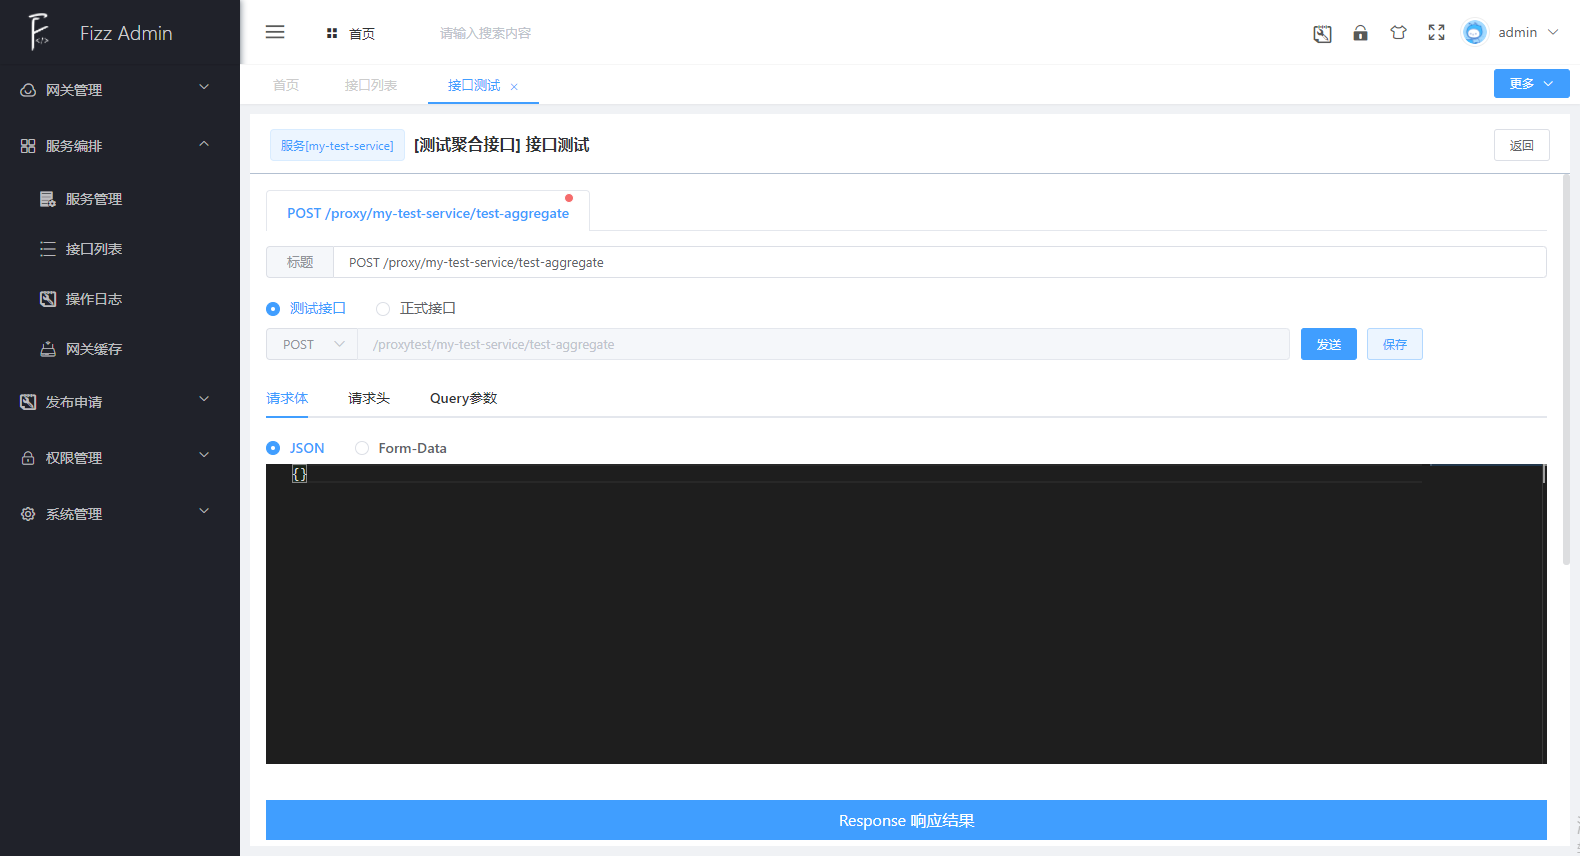 Fizz Admin
首页
请输入搜索内容
admin
网关管理
服务编排
服务管理
接口列表
操作日志
网关缓存
发布申请
权限管理
系统管理
首页
接口列表
接口测试
更多
服务[my-test-service]
[测试聚合接口] 接口测试
返回
POST /proxy/my-test-service/test-aggregate
标题
POST /proxy/my-test-service/test-aggregate
测试接口
正式接口
POST
/proxytest/my-test-service/test-aggregate
发送
保存
请求体
请求头
Query参数
JSON
Form-Data
{}
Response 响应结果